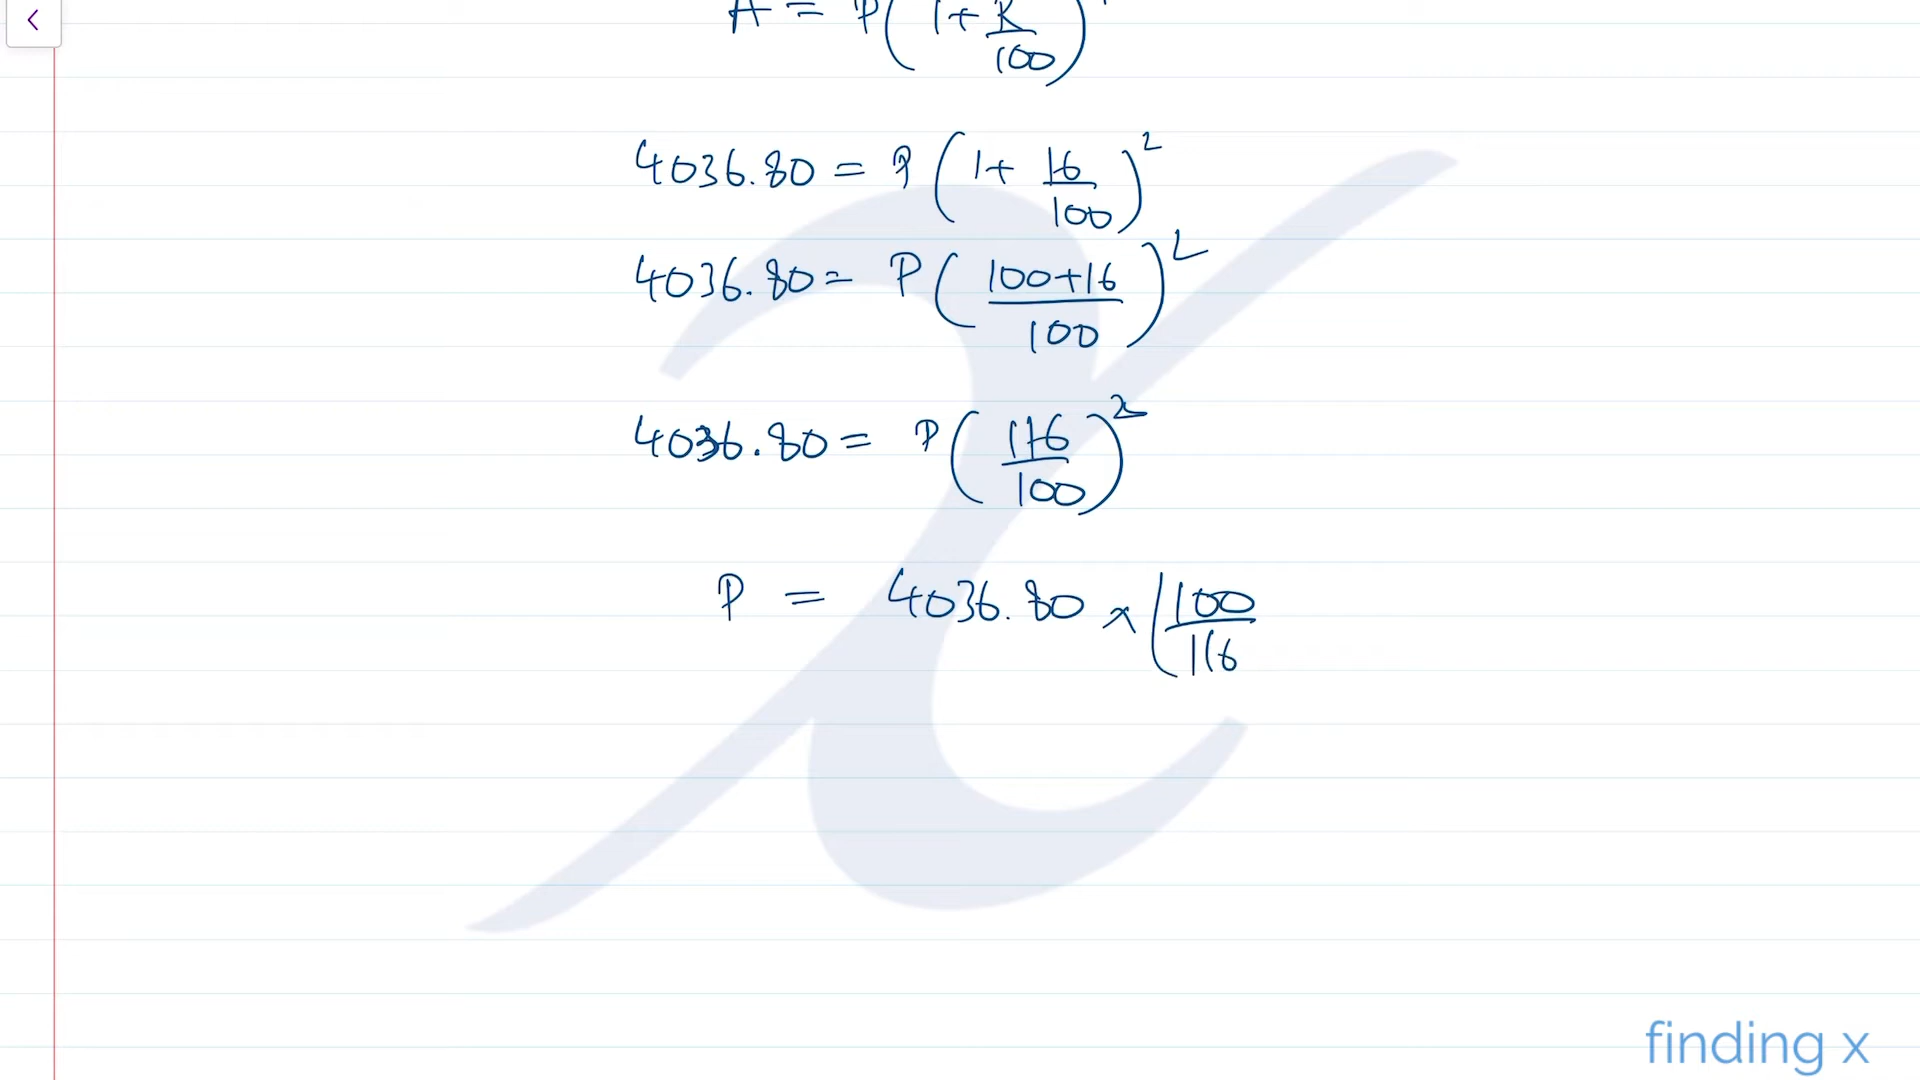 A = P(1+R/100)
4036.80 = P(1+16/100)²
4036.80 = P(100+16/100)²
4036.80 = P(116/100)²
P = 4036.80 × (100/116
finding x